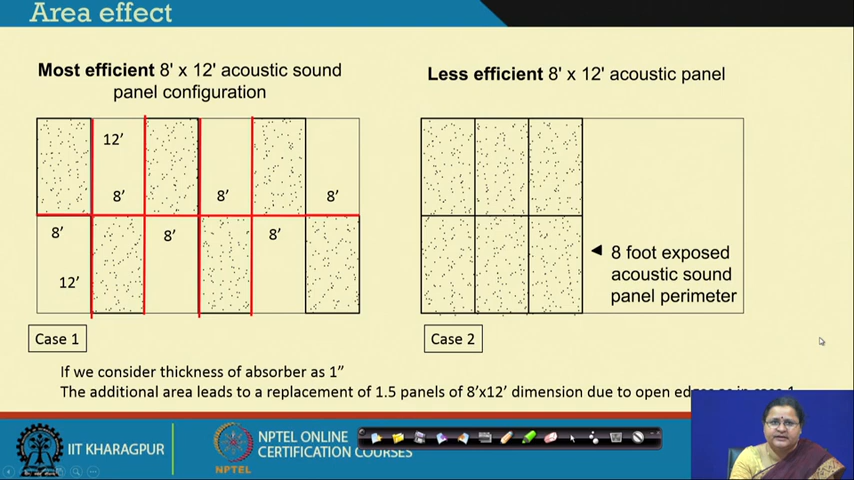 Area effect
Most efficient 8' x 12' acoustic sound
panel configuration
12’
8’
8’
8’
8’
8’
8’
12’
Case 1
Less efficient 8' x 12' acoustic panel
◄ 8 foot exposed
acoustic sound
panel perimeter
Case 2
If we consider thickness of absorber as 1”
The additional area leads to a replacement of 1.5 panels of 8’x12’ dimension due to open edges as in case 1
IIT KHARAGPUR
NPTEL
NPTEL ONLINE
CERTIFICATION COURSES